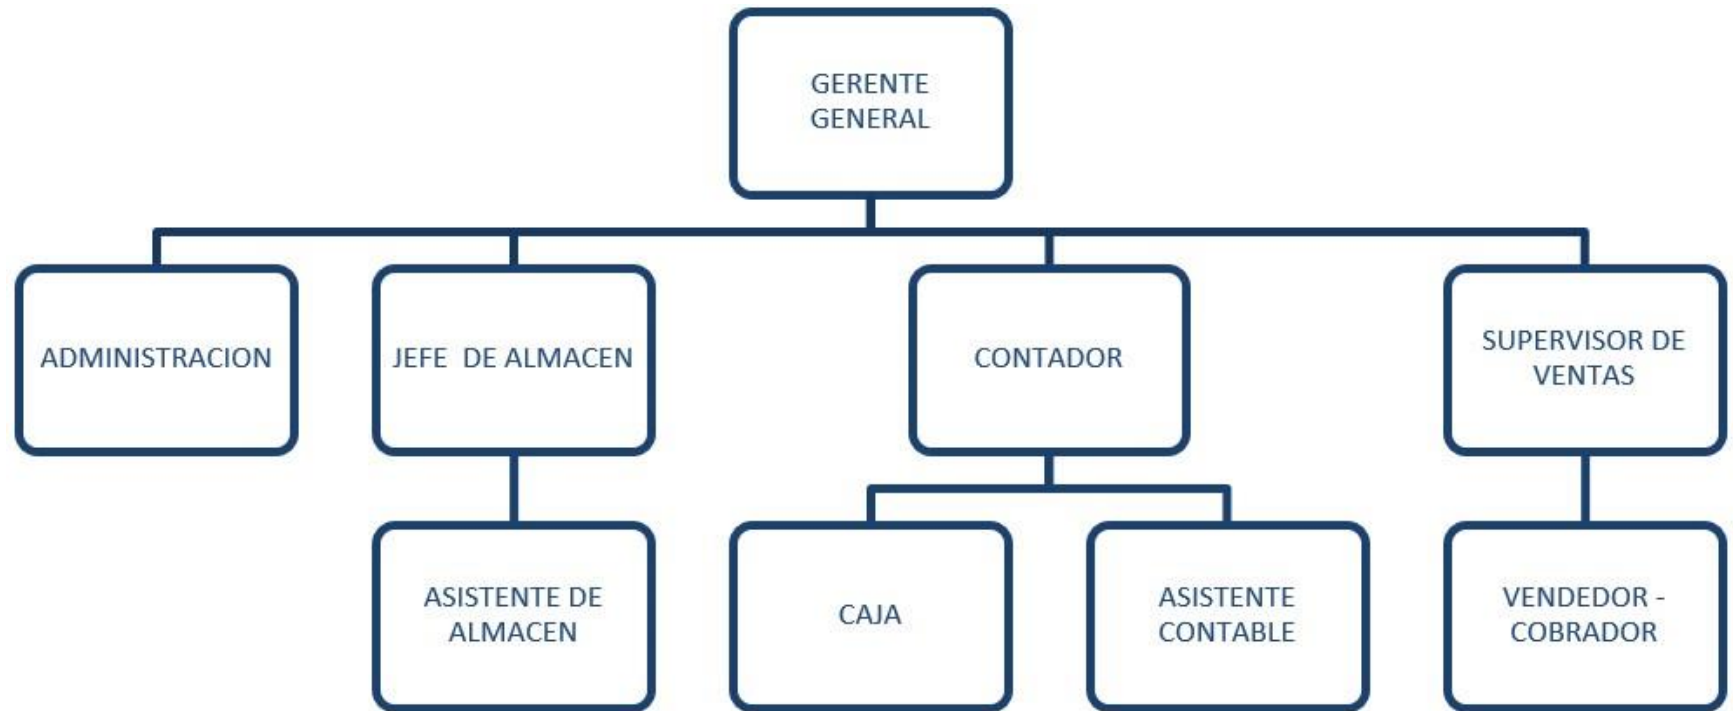 GERENTE
GENERAL
ADMINISTRACION
JEFE  DE ALMACEN
CONTADOR
SUPERVISOR DE
VENTAS
ASISTENTE DE
ALMACEN
CAJA
ASISTENTE
CONTABLE
VENDEDOR -
COBRADOR